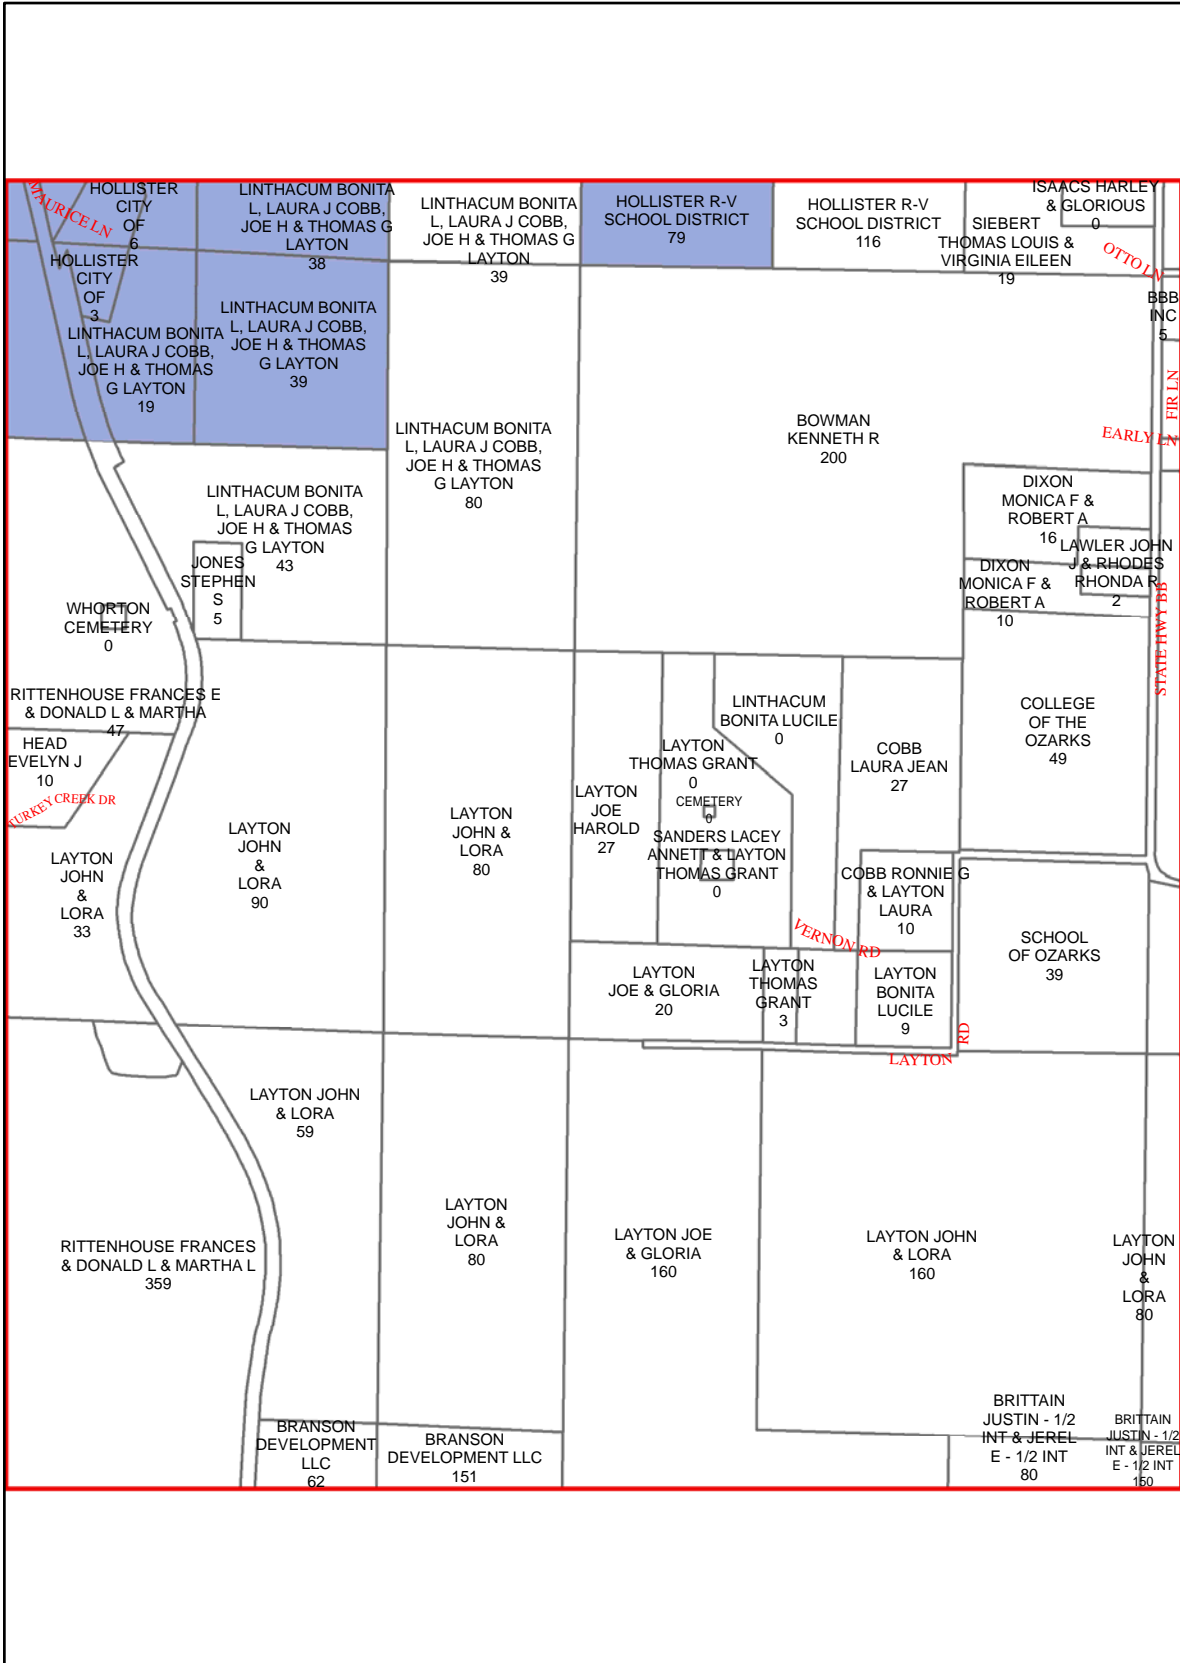 MAURICE LN
HOLLISTER
CITY
OF
6
LINTHACUM BONITA
L, LAURA J COBB,
JOE H & THOMAS G
LAYTON
38
LINTHACUM BONITA
L, LAURA J COBB,
JOE H & THOMAS G
LAYTON
39
HOLLISTER R-V
SCHOOL DISTRICT
79
HOLLISTER R-V
SCHOOL DISTRICT
116
SIEBERT
THOMAS LOUIS &
VIRGINIA EILEEN
19
ISAACS HARLEY
& GLORIOUS
0
OTTO LN
HOLLISTER
CITY
OF
3
LINTHACUM BONITA
L, LAURA J COBB,
JOE H & THOMAS
G LAYTON
19
LINTHACUM BONITA
L, LAURA J COBB,
JOE H & THOMAS
G LAYTON
39
BBB
INC
5
FIR LN
EARLY LN
LINTHACUM BONITA
L, LAURA J COBB,
JOE H & THOMAS
G LAYTON
80
BOWMAN
KENNETH R
200
LINTHACUM BONITA
L, LAURA J COBB,
JOE H & THOMAS
G LAYTON
43
JONES
STEPHEN
S
5
DIXON
MONICA F &
ROBERT A
16
LAWLER JOHN
J & RHODES
RHONDA R
2
DIXON
MONICA F &
ROBERT A
10
STATE HWY BB
WHORTON
CEMETERY
0
RITTENHOUSE FRANCES E
& DONALD L & MARTHA
47
HEAD
EVELYN J
10
TURKEY CREEK DR
LAYTON
JOHN
&
LORA
33
LAYTON
JOHN
&
LORA
90
LAYTON
JOHN &
LORA
80
LAYTON
JOE
HAROLD
27
LAYTON
THOMAS GRANT
0
CEMETERY
0
SANDERS LACEY
ANNETT & LAYTON
THOMAS GRANT
0
LINTHACUM
BONITA LUCILE
0
COBB
LAURA JEAN
27
COLLEGE
OF THE
OZARKS
49
COBB RONNIE G
& LAYTON
LAURA
10
VERNON RD
SCHOOL
OF OZARKS
39
LAYTON
JOE & GLORIA
20
LAYTON
THOMAS
GRANT
3
LAYTON
BONITA
LUCILE
9
LAYTON RD
LAYTON JOHN
& LORA
59
RITTENHOUSE FRANCES
& DONALD L & MARTHA L
359
LAYTON
JOHN &
LORA
80
LAYTON JOE
& GLORIA
160
LAYTON JOHN
& LORA
160
LAYTON
JOHN
&
LORA
80
BRANSON
DEVELOPMENT
LLC
62
BRANSON
DEVELOPMENT LLC
151
BRITTAIN
JUSTIN - 1/2
INT & JEREL
E - 1/2 INT
80
BRITTAIN
JUSTIN - 1/2
INT & JEREL
E - 1/2 INT
150